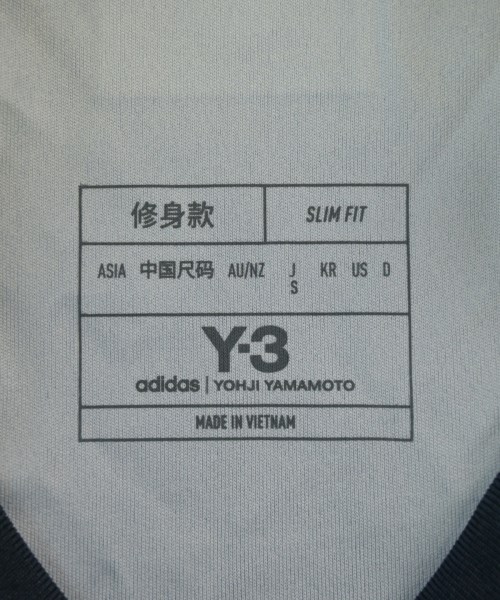 修身款 SLIM FIT
ASIA 中国尺码 AU/NZ J KR US D
S
Y-3
adidas | YOHJI YAMAMOTO
MADE IN VIETNAM